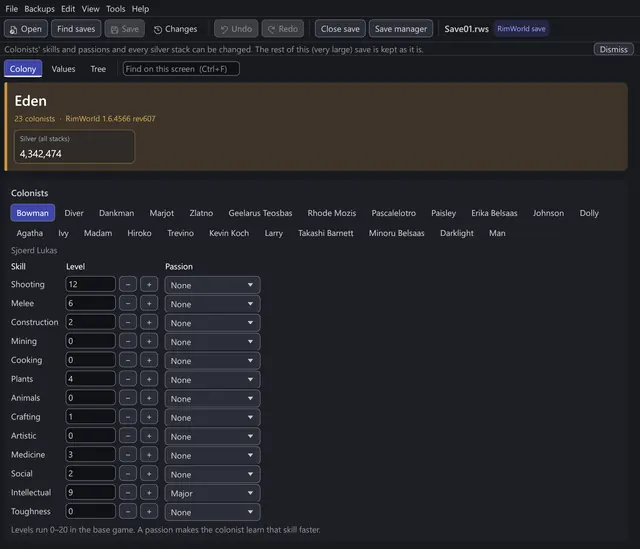 File Backups Edit View Tools Help
Open Find saves Save Changes Undo Redo Close save Save manager Save01.rws RimWorld save
Colonists' skills and passions and every silver stack can be changed. The rest of this (very large) save is kept as it is. Dismiss
Colony Values Tree Find on this screen (Ctrl+F)
Eden
23 colonists · RimWorld 1.6.4566 rev607
Silver (all stacks)
4,342,474
Colonists
Bowman Diver Dankman Marjot Zlatno Geelarus Teosbas Rhode Mozis Pascalelotro Paisley Erika Belsaas Johnson Dolly
Agatha Ivy Madam Hiroko Trevino Kevin Koch Larry Takashi Barnett Minoru Belsaas Darklight Man
Sjoerd Lukas
Skill Level Passion
Shooting 12 − + None
Melee 6 − + None
Construction 2 − + None
Mining 0 − + None
Cooking 0 − + None
Plants 4 − + None
Animals 0 − + None
Crafting 1 − + None
Artistic 0 − + None
Medicine 3 − + None
Social 2 − + None
Intellectual 9 − + Major
Toughness 0 − + None
Levels run 0–20 in the base game. A passion makes the colonist learn that skill faster.